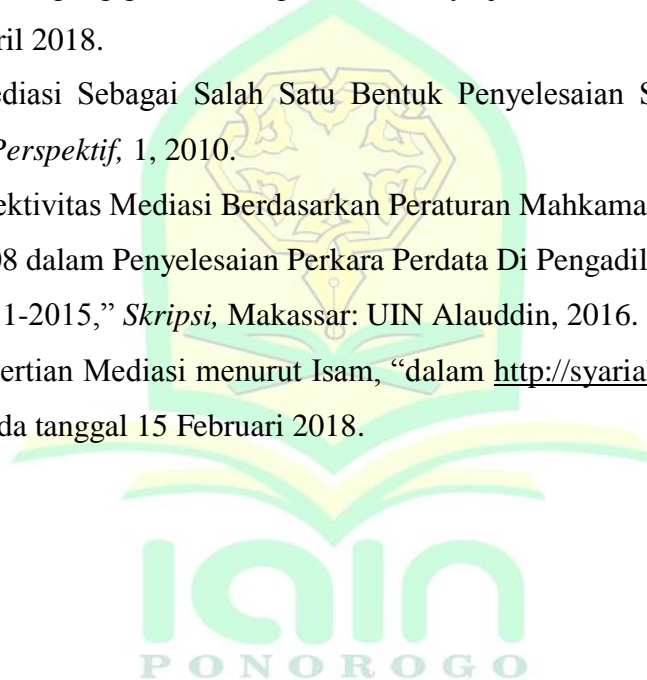 ril 2018.
ediasi Sebagai Salah Satu Bentuk Penyelesaian S
Perspektif, 1, 2010.
ektivitas Mediasi Berdasarkan Peraturan Mahkama
08 dalam Penyelesaian Perkara Perdata Di Pengadil
1-2015,” Skripsi, Makassar: UIN Alauddin, 2016.
ertian Mediasi menurut Isam, “dalam http://syaria
da tanggal 15 Februari 2018.
iain
PONOROGO